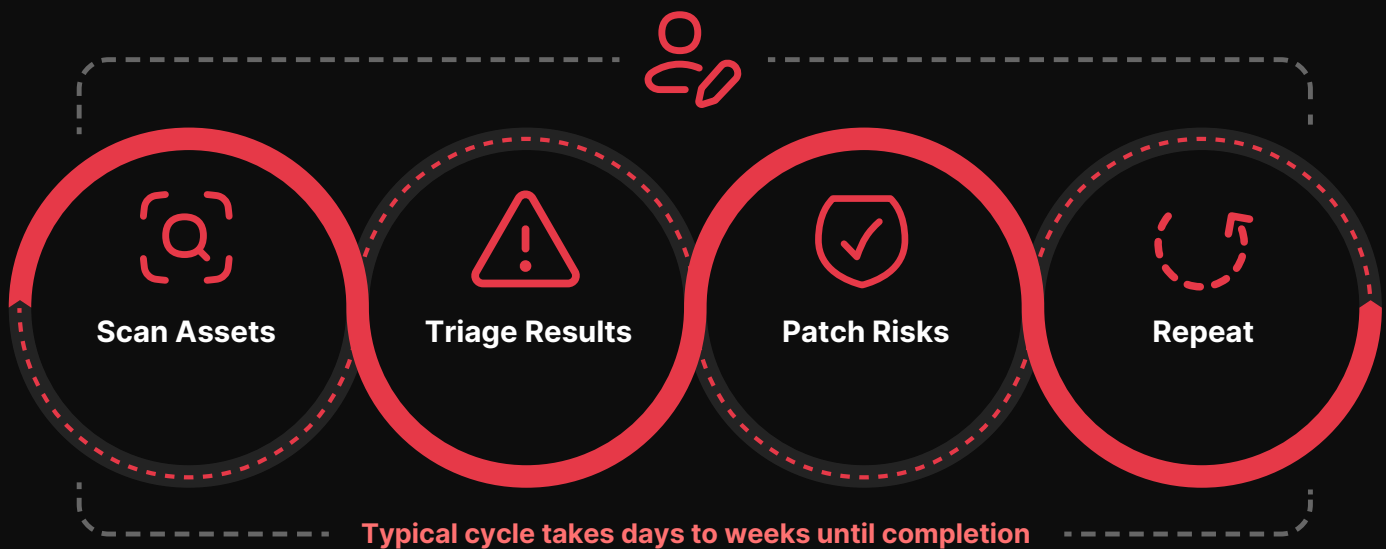 Scan Assets
Triage Results
Patch Risks
Repeat
Typical cycle takes days to weeks until completion